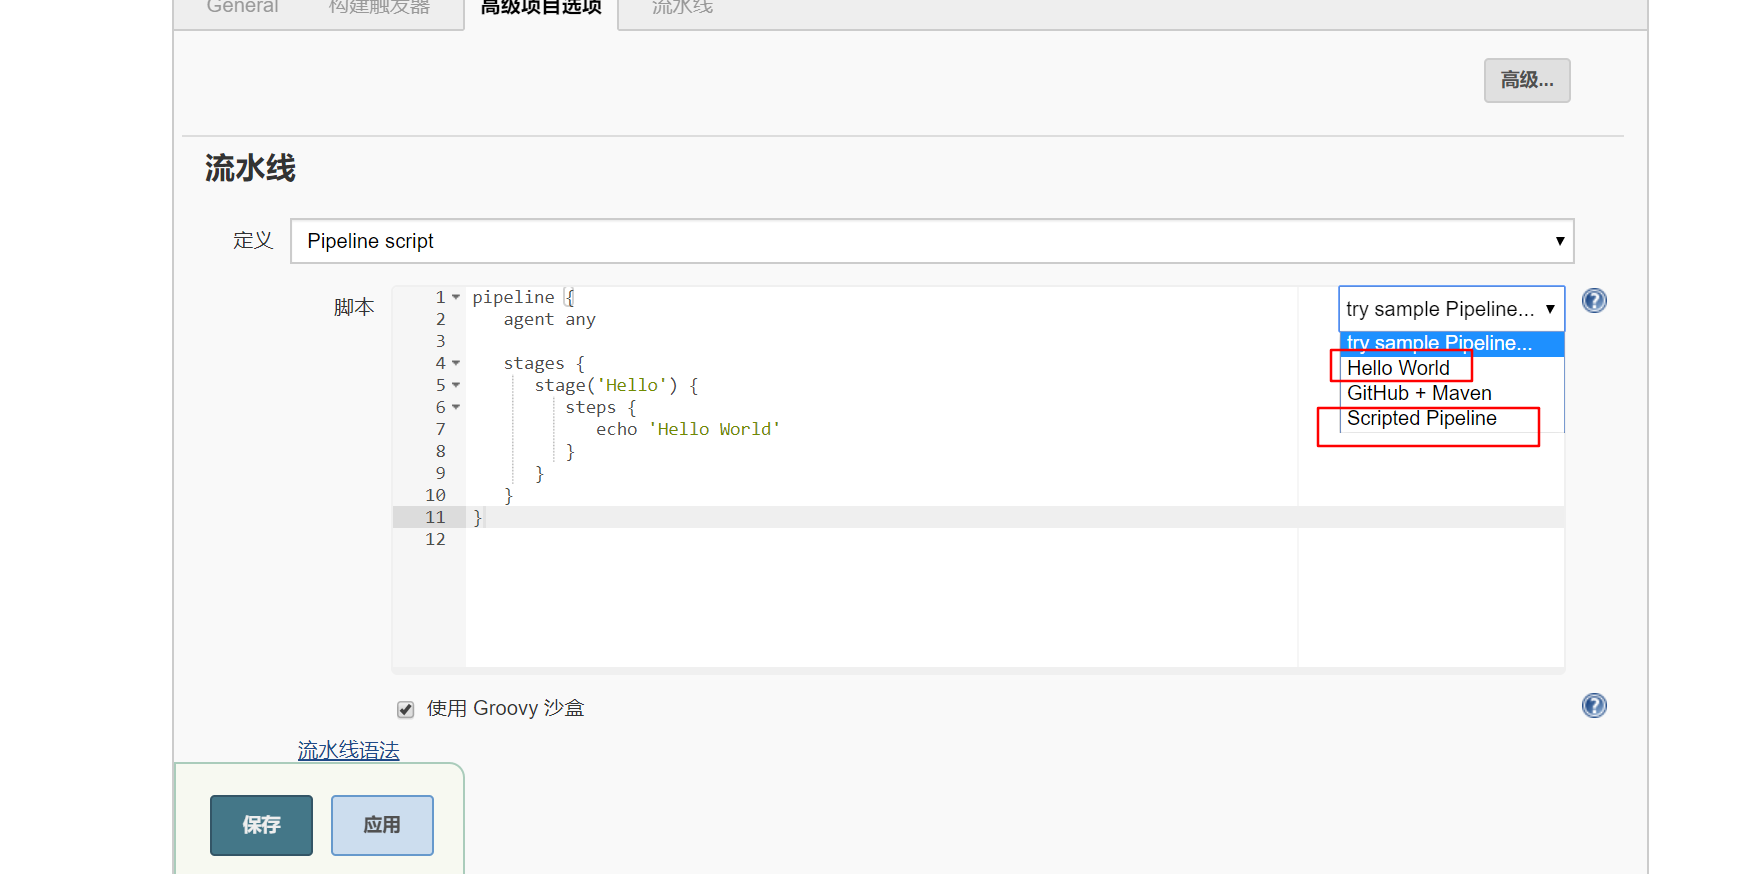 General 构建触发器 高级项目选项 流水线
高级...
流水线
定义 Pipeline script
脚本
1 pipeline {
2 agent any
3
4 stages {
5 stage('Hello') {
6 steps {
7 echo 'Hello World'
8 }
9 }
10 }
11 }
12
try sample Pipeline...
try sample Pipeline...
Hello World
GitHub + Maven
Scripted Pipeline
使用 Groovy 沙盒
流水线语法
保存 应用